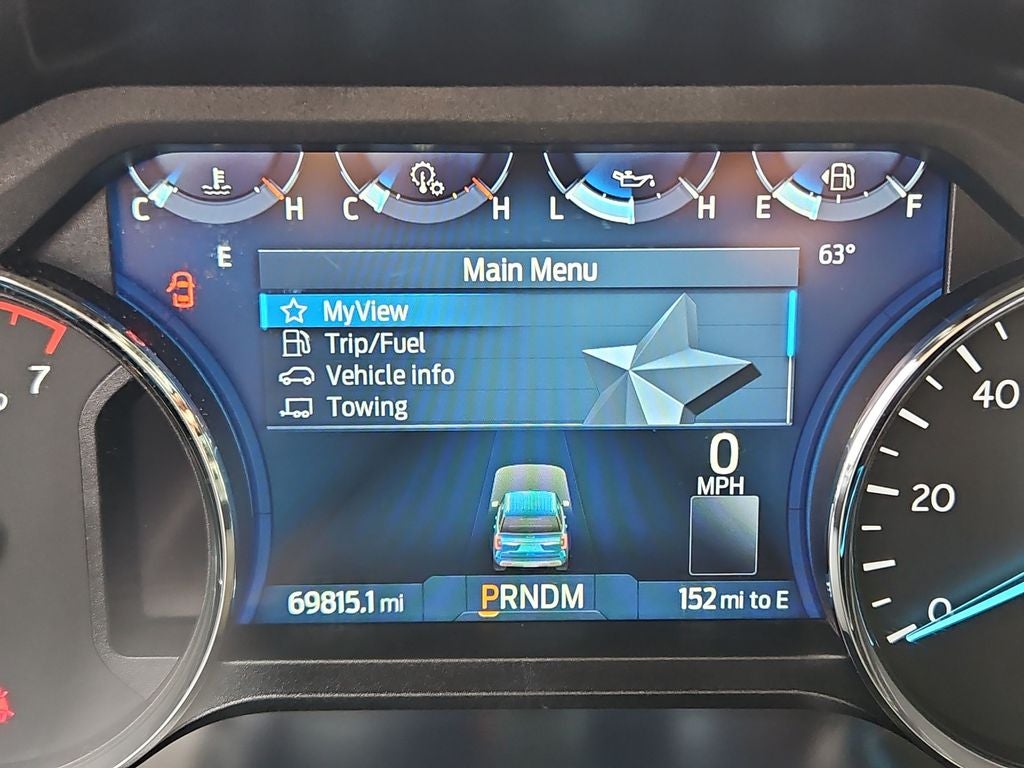 C H C H L H E F
E
63°
Main Menu
MyView
Trip/Fuel
Vehicle info
Towing
7
40
0
MPH
20
0
69815.1 mi
PRNDM
152 mi to E